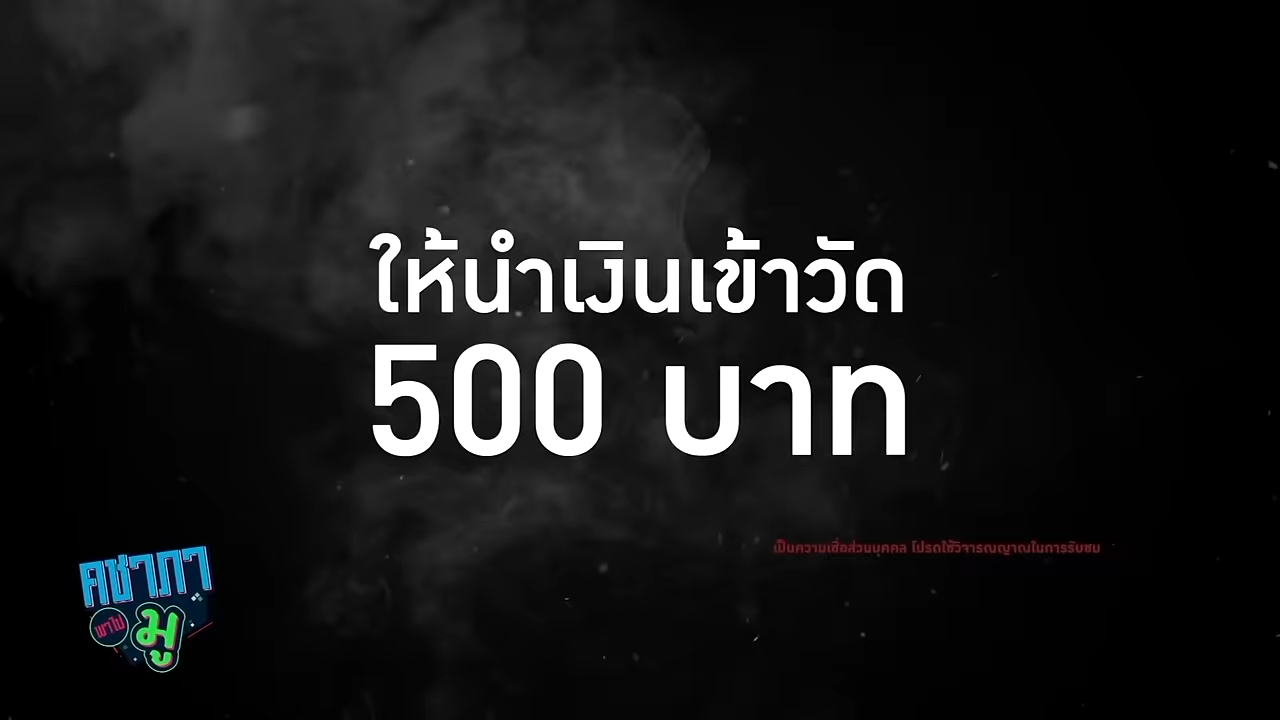 ให้นำเงินเข้าวัด
500 บาท
เป็นความเชื่อส่วนบุคคล โปรดใช้วิจารณญาณในการรับชม
คชาภา
พาไป
มู